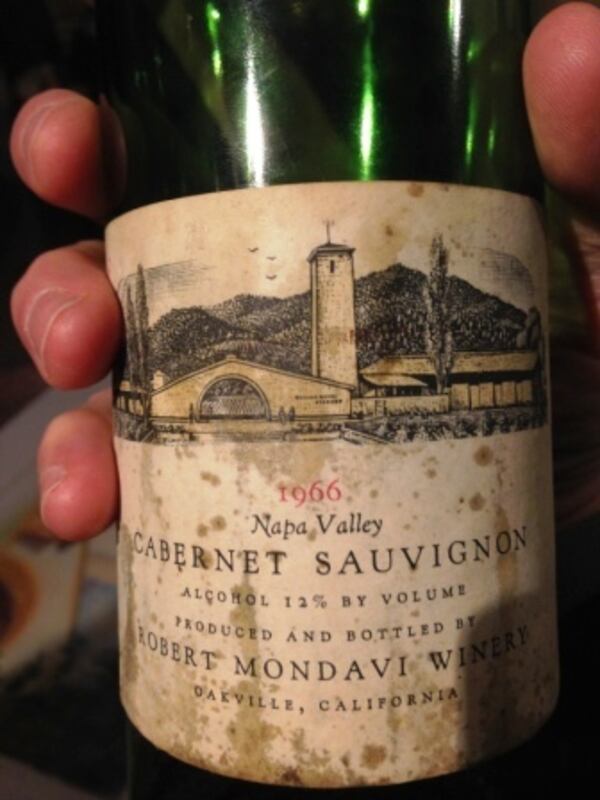 1966
Napa Valley
CABERNET SAUVIGNON
ALCOHOL 12% BY VOLUME
PRODUCED AND BOTTLED BY
ROBERT MONDAVI WINERY
OAKVILLE, CALIFORNIA